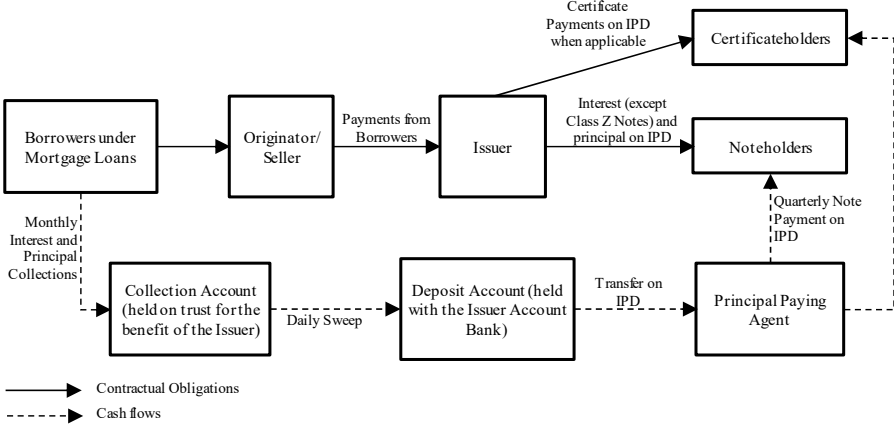 Certificate
Payments on IPD
when applicable
Certificateholders
Borrowers under
Mortgage Loans
Originator/
Seller
Payments from
Borrowers
Issuer
Interest (except
Class Z Notes) and
principal on IPD
Noteholders
Monthly
Interest and
Principal
Collections
Quarterly Note
Payment on
IPD
Collection Account
(held on trust for the
benefit of the Issuer)
Daily Sweep
Deposit Account (held
with the Issuer Account
Bank)
Transfer on
IPD
Principal Paying
Agent
Contractual Obligations
Cash flows